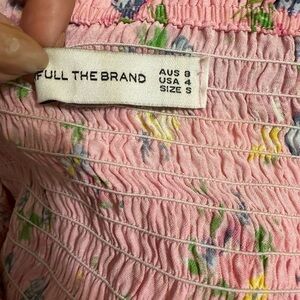 FULL THE BRAND
AUS 8
USA 4
SIZE S